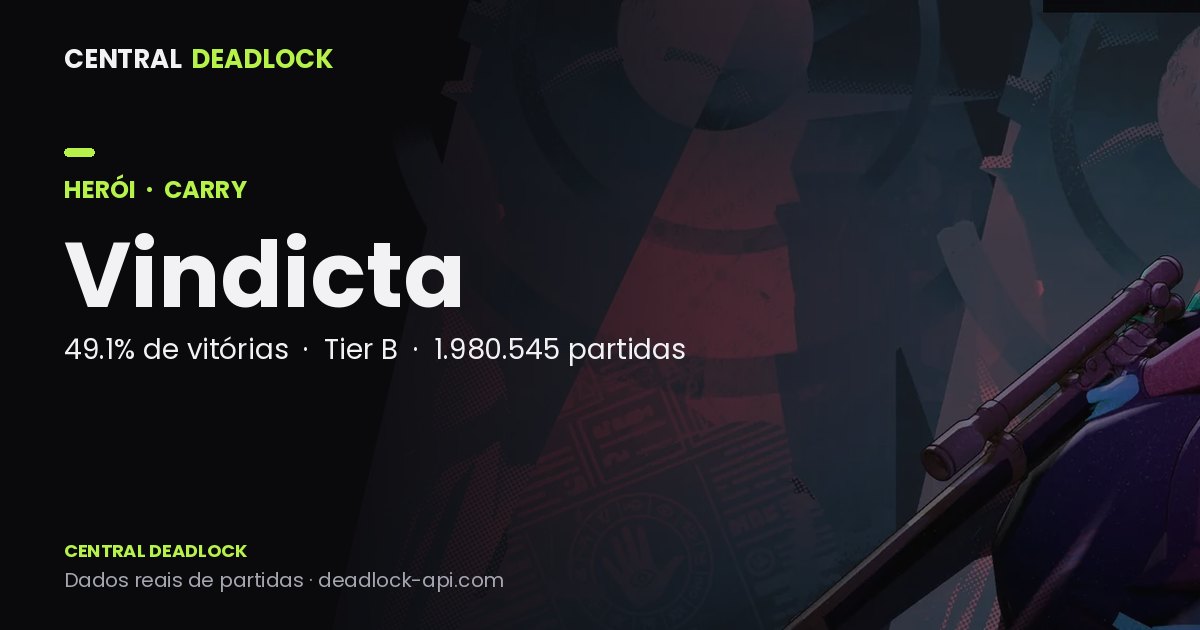 CENTRAL DEADLOCK
HERÓI · CARRY
Vindicta
49.1% de vitórias · Tier B · 1.980.545 partidas
CENTRAL DEADLOCK
Dados reais de partidas · deadlock-api.com